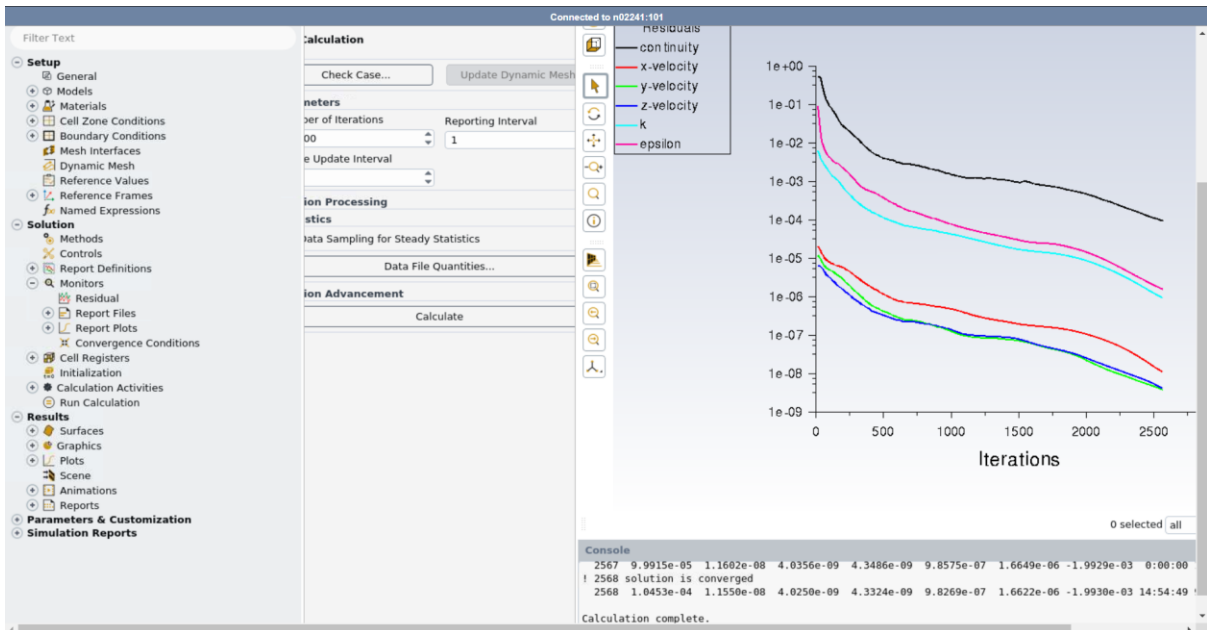 Connected to n02241:101
Filter Text
Setup
General
Models
Materials
Cell Zone Conditions
Boundary Conditions
Mesh Interfaces
Dynamic Mesh
Reference Values
Reference Frames
Named Expressions
Solution
Methods
Controls
Report Definitions
Monitors
Residual
Report Files
Report Plots
Convergence Conditions
Cell Registers
Initialization
Calculation Activities
Run Calculation
Results
Surfaces
Graphics
Plots
Scene
Animations
Reports
Parameters & Customization
Simulation Reports
Calculation
Check Case...
Update Dynamic Mesh
meters
ber of Iterations
Reporting Interval
00
1
e Update Interval
ion Processing
stics
Data Sampling for Steady Statistics
Data File Quantities...
ion Advancement
Calculate
Residuals
continuity
x-velocity
y-velocity
z-velocity
k
epsilon
1e+00
1e-01
1e-02
1e-03
1e-04
1e-05
1e-06
1e-07
1e-08
1e-09
0 500 1000 1500 2000 2500
Iterations
0 selected all
Console
2567 9.9915e-05 1.1602e-08 4.0356e-09 4.3486e-09 9.8575e-07 1.6649e-06 -1.9929e-03 0:00:00
! 2568 solution is converged
2568 1.0453e-04 1.1550e-08 4.0250e-09 4.3324e-09 9.8269e-07 1.6622e-06 -1.9930e-03 14:54:49
Calculation complete.